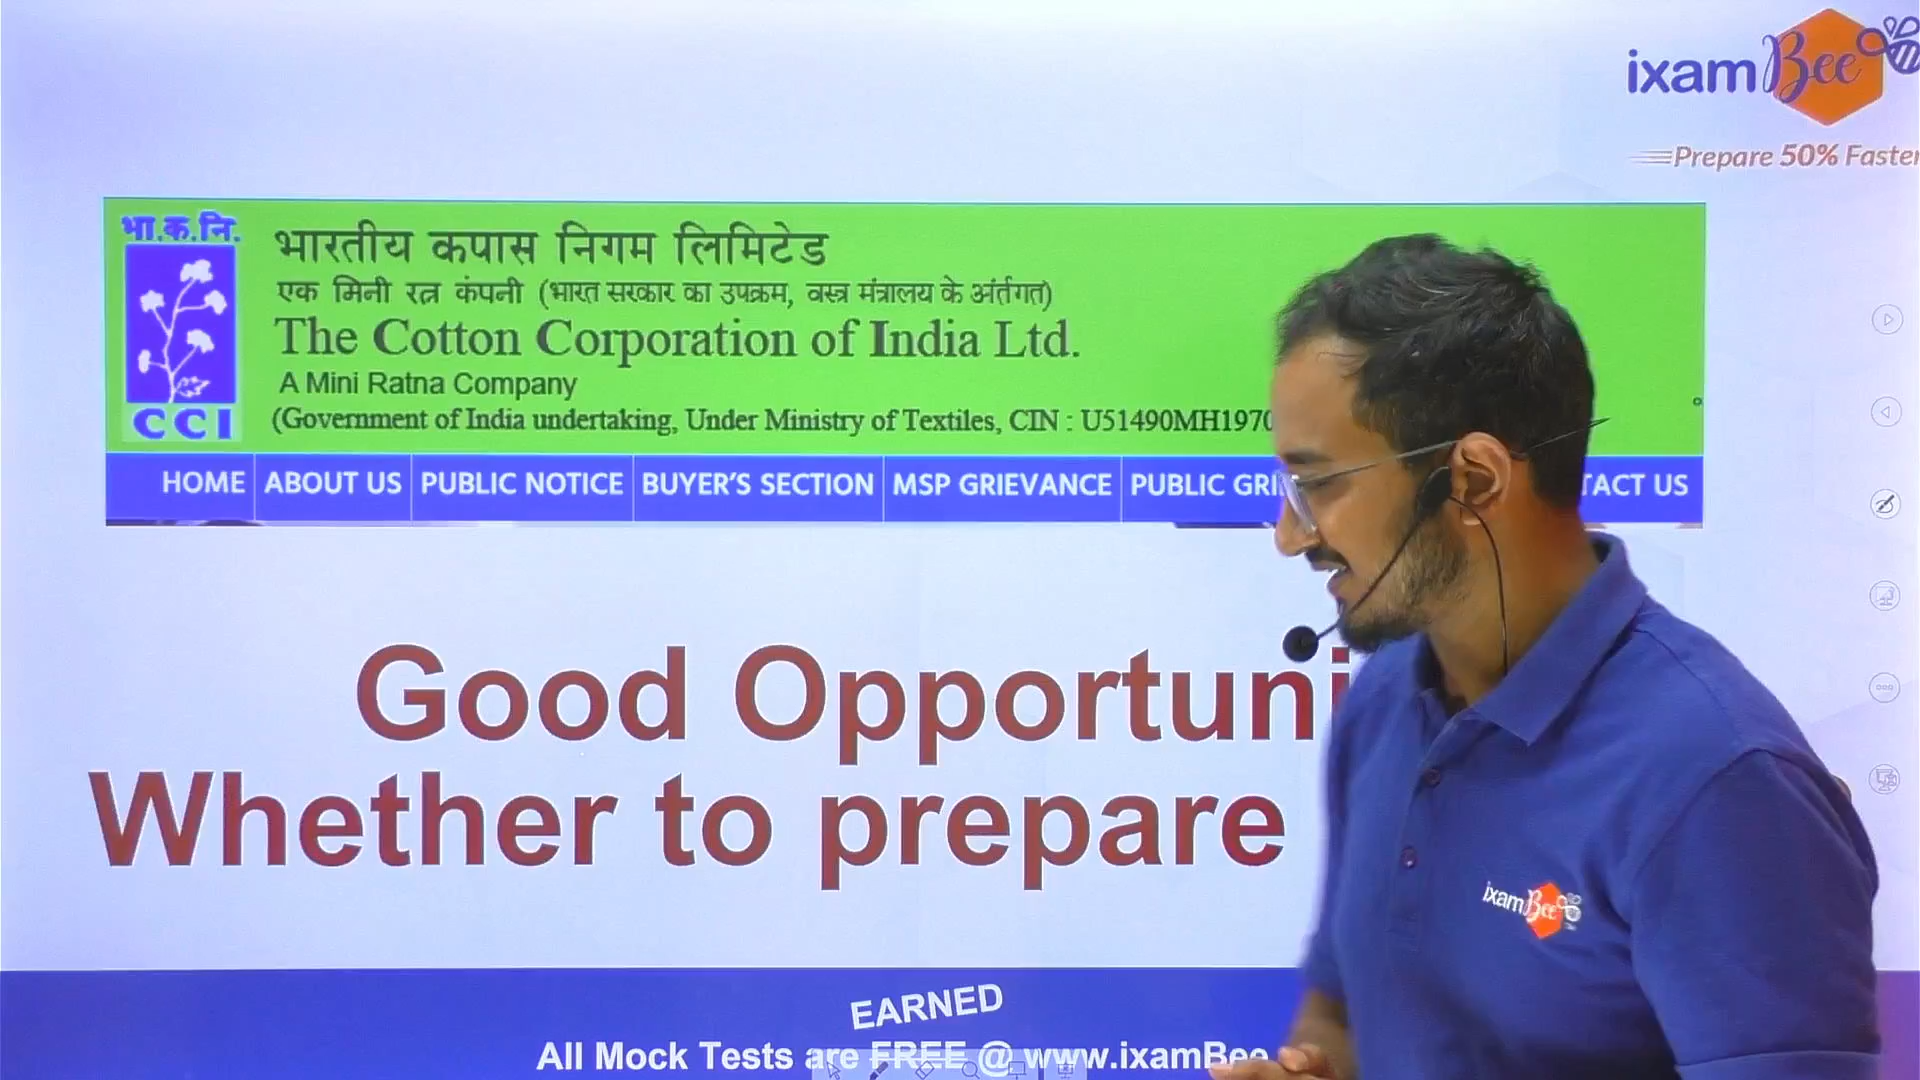 ixamBee
Prepare 50% Faster
भा.क.नि.
भारतीय कपास निगम लिमिटेड
एक मिनी रत्न कंपनी (भारत सरकार का उपक्रम, वस्त्र मंत्रालय के अंर्तगत)
The Cotton Corporation of India Ltd.
A Mini Ratna Company
(Government of India undertaking, Under Ministry of Textiles, CIN : U51490MH1970
CCI
HOME ABOUT US PUBLIC NOTICE BUYER'S SECTION MSP GRIEVANCE PUBLIC GRI TACT US
Good Opportuni
Whether to prepare
ixamBee
EARNED
All Mock Tests are FREE @ www.ixamBee